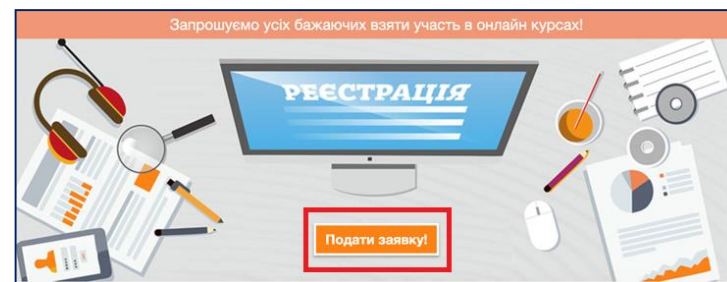 Запрошуємо усіх бажаючих взяти участь в онлайн курсах!
РЕЄСТРАЦІЯ
Подати заявку!